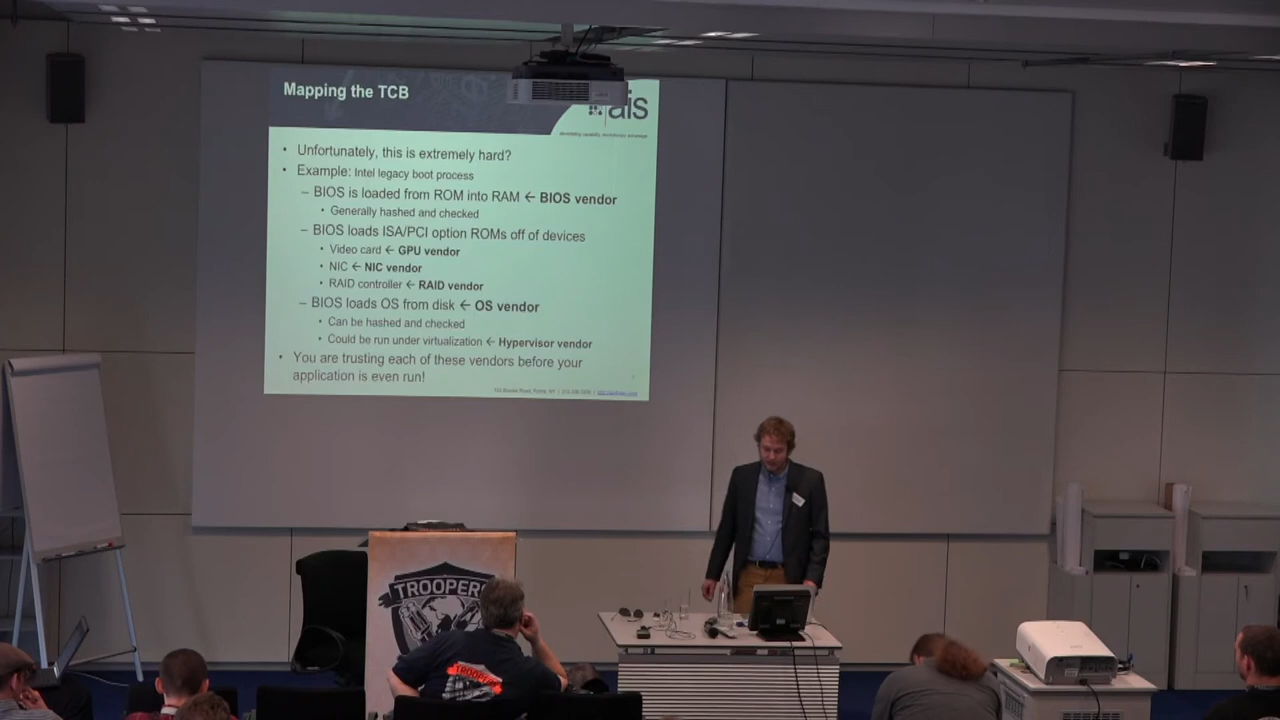 Mapping the TCB
ais
• Unfortunately, this is extremely hard?
• Example: Intel legacy boot process
– BIOS is loaded from ROM into RAM ← BIOS vendor
• Generally hashed and checked
– BIOS loads ISA/PCI option ROMs off of devices
• Video card ← GPU vendor
• NIC ← NIC vendor
• RAID controller ← RAID vendor
– BIOS loads OS from disk ← OS vendor
• Can be hashed and checked
• Could be run under virtualization ← Hypervisor vendor
• You are trusting each of these vendors before your
application is even run!
TROOPER
TROOPER